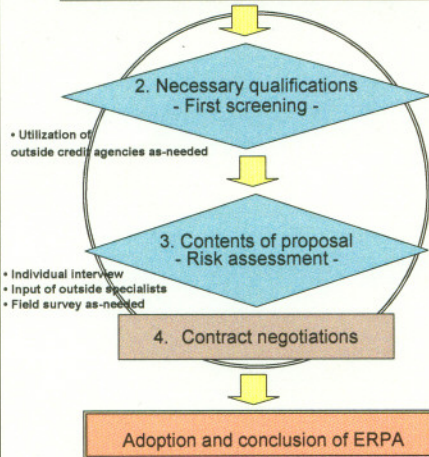 2. Necessary qualifications
- First screening -
• Utilization of
outside credit agencies as-needed
3. Contents of proposal
- Risk assessment -
• Individual interview
• Input of outside specialists
• Field survey as-needed
4. Contract negotiations
Adoption and conclusion of ERPA